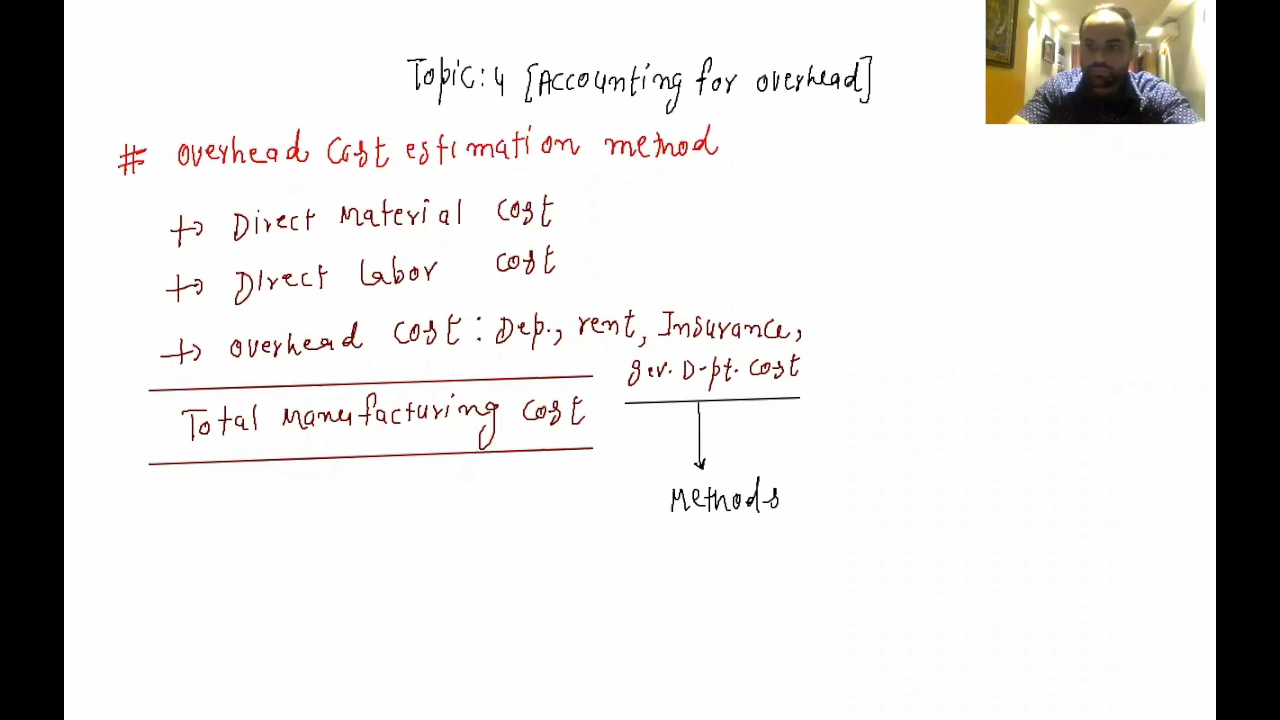 Topic: 4 [Accounting for overhead]
# overhead cost estimation method
→ Direct Material cost
→ Direct Labor cost
→ overhead cost: Dep., rent, Insurance,
Ser. D-pt. cost
Total Manufacturing cost
Methods